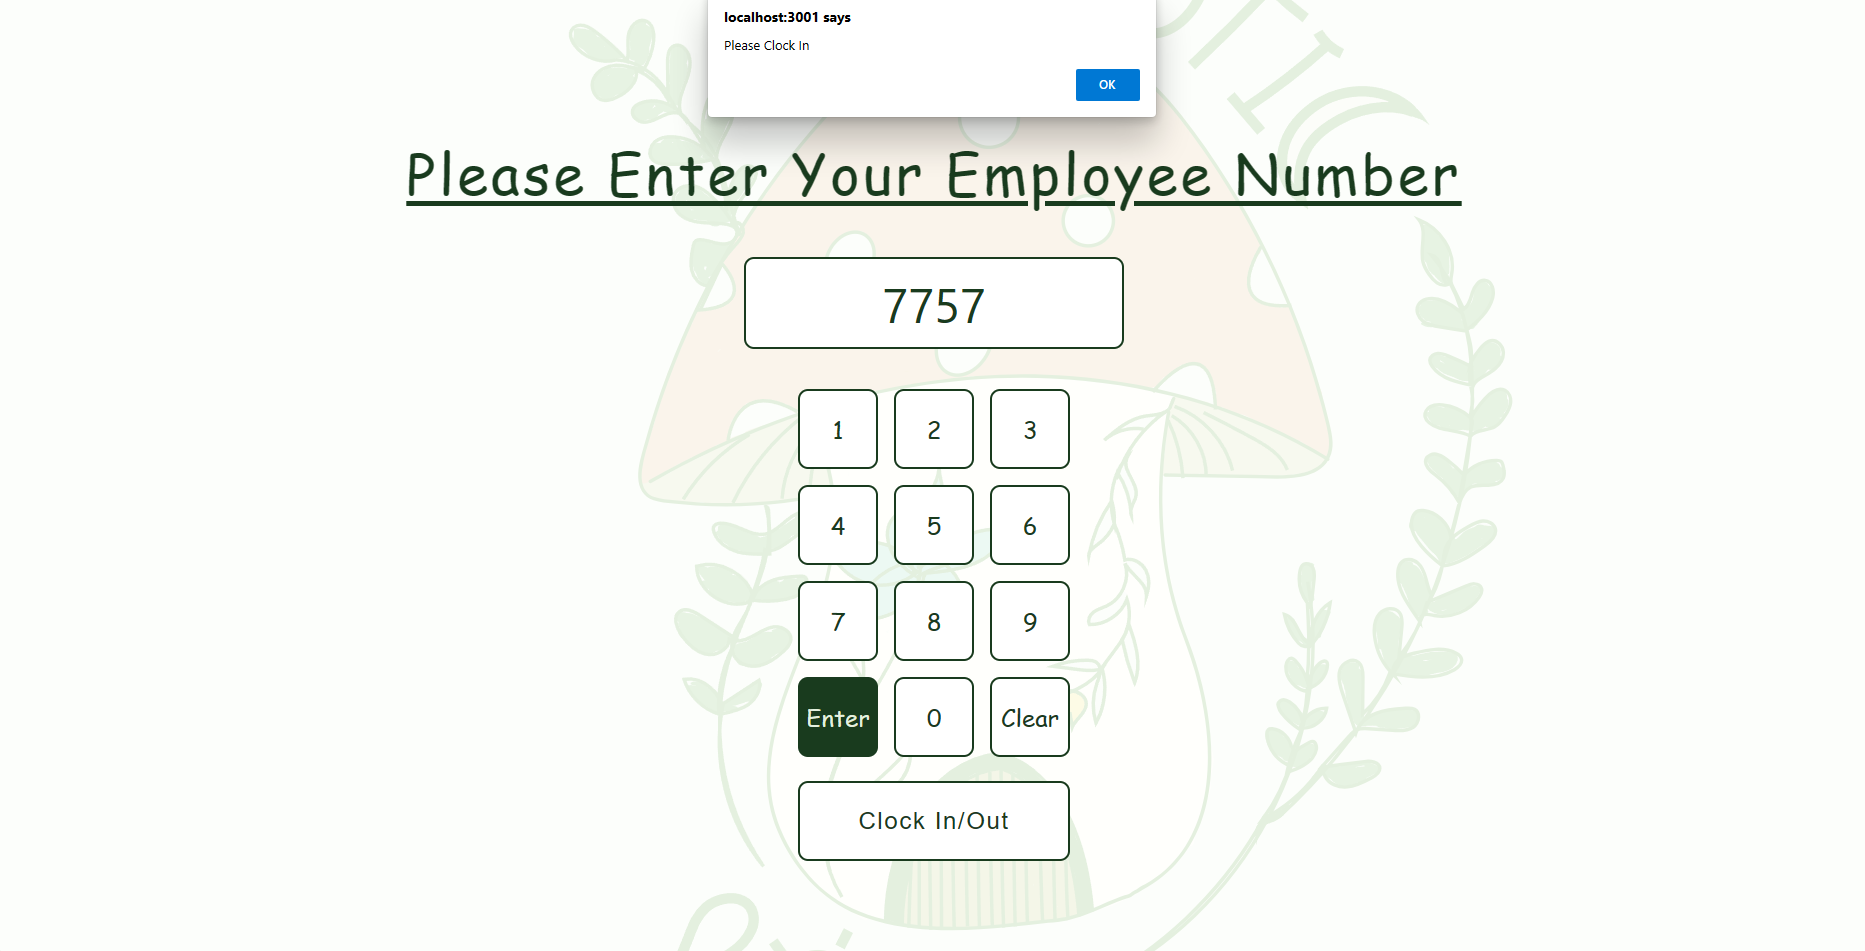 localhost:3001 says
Please Clock In
OK
Please Enter Your Employee Number
7757
1 2 3
4 5 6
7 8 9
Enter 0 Clear
Clock In/Out